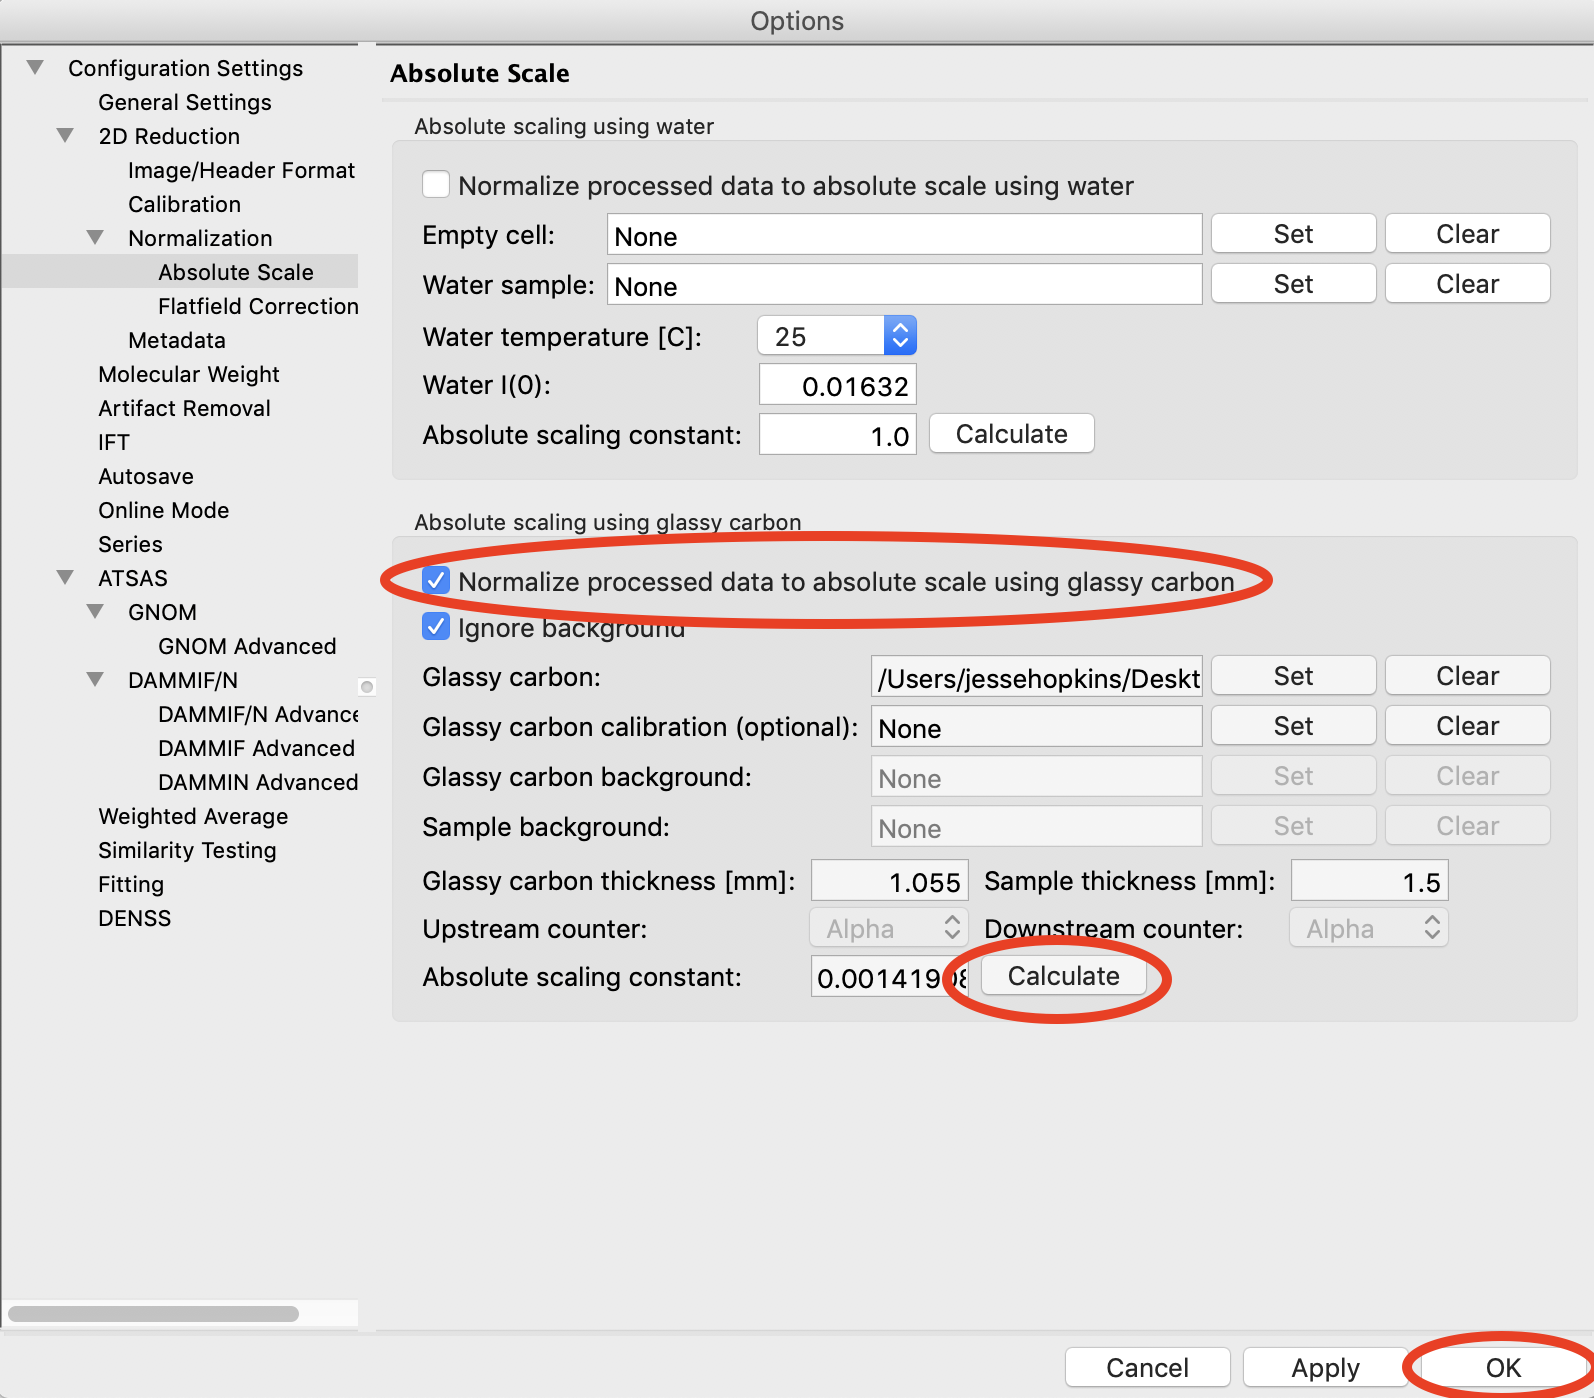 Options
Configuration Settings
General Settings
2D Reduction
Image/Header Format
Calibration
Normalization
Absolute Scale
Flatfield Correction
Metadata
Molecular Weight
Artifact Removal
IFT
Autosave
Online Mode
Series
ATSAS
GNOM
GNOM Advanced
DAMMIF/N
DAMMIF/N Advance
DAMMIF Advanced
DAMMIN Advanced
Weighted Average
Similarity Testing
Fitting
DENSS
Absolute Scale
Absolute scaling using water
Normalize processed data to absolute scale using water
Empty cell: None Set Clear
Water sample: None Set Clear
Water temperature [C]: 25
Water I(0): 0.01632
Absolute scaling constant: 1.0 Calculate
Absolute scaling using glassy carbon
Normalize processed data to absolute scale using glassy carbon
Ignore background
Glassy carbon: /Users/jessehopkins/Deskt Set Clear
Glassy carbon calibration (optional): None Set Clear
Glassy carbon background: None Set Clear
Sample background: None Set Clear
Glassy carbon thickness [mm]: 1.055 Sample thickness [mm]: 1.5
Upstream counter: Alpha Downstream counter: Alpha
Absolute scaling constant: 0.00141908 Calculate
Cancel Apply OK